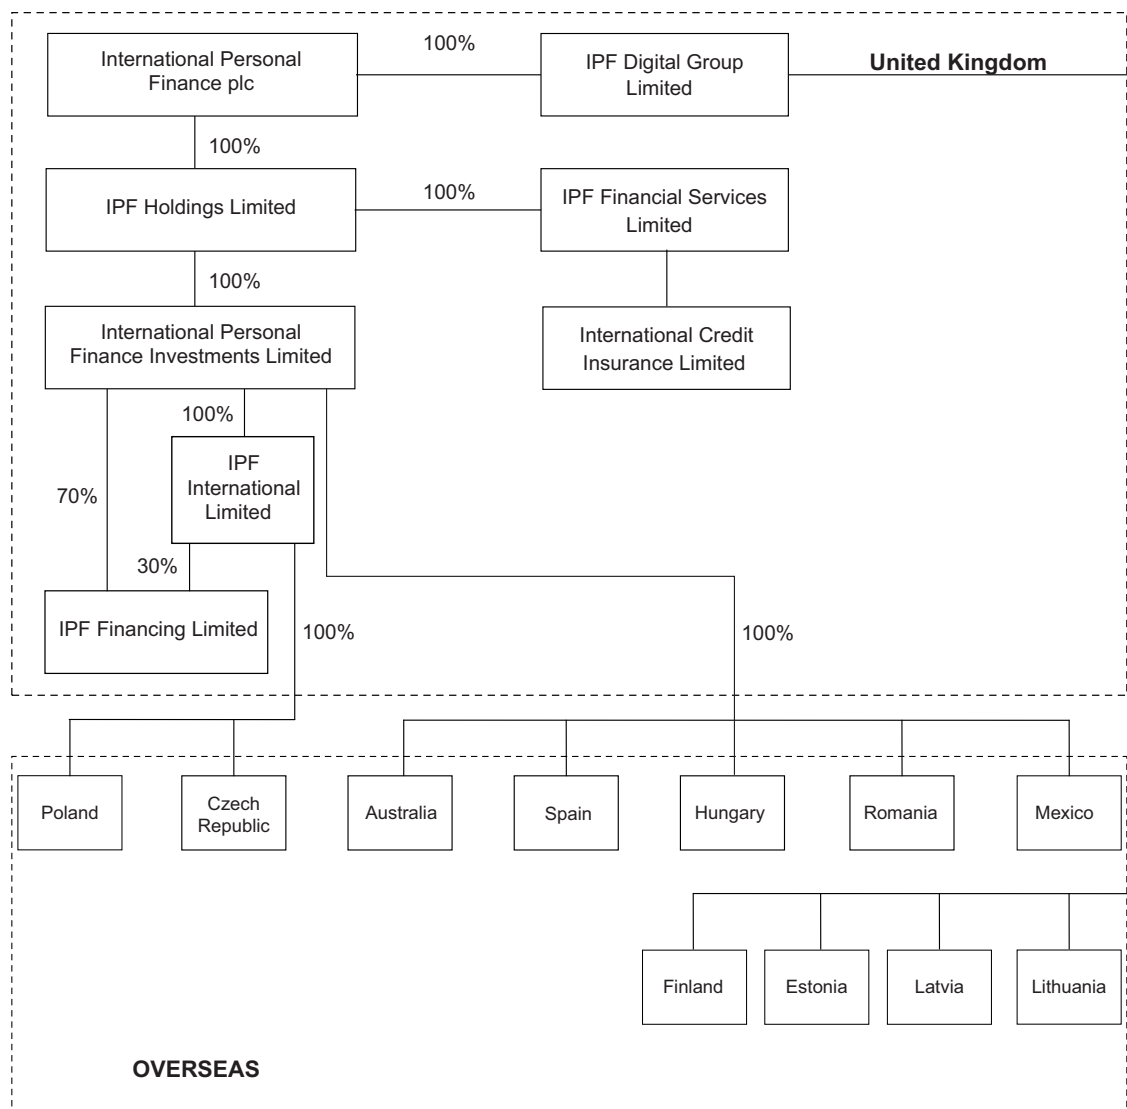 International Personal
Finance plc
100%
IPF Digital Group
Limited
United Kingdom
100%
IPF Holdings Limited
100%
IPF Financial Services
Limited
100%
International Personal
Finance Investments Limited
International Credit
Insurance Limited
100%
IPF
International
Limited
70%
30%
IPF Financing Limited
100%
100%
Poland
Czech
Republic
Australia
Spain
Hungary
Romania
Mexico
Finland
Estonia
Latvia
Lithuania
OVERSEAS